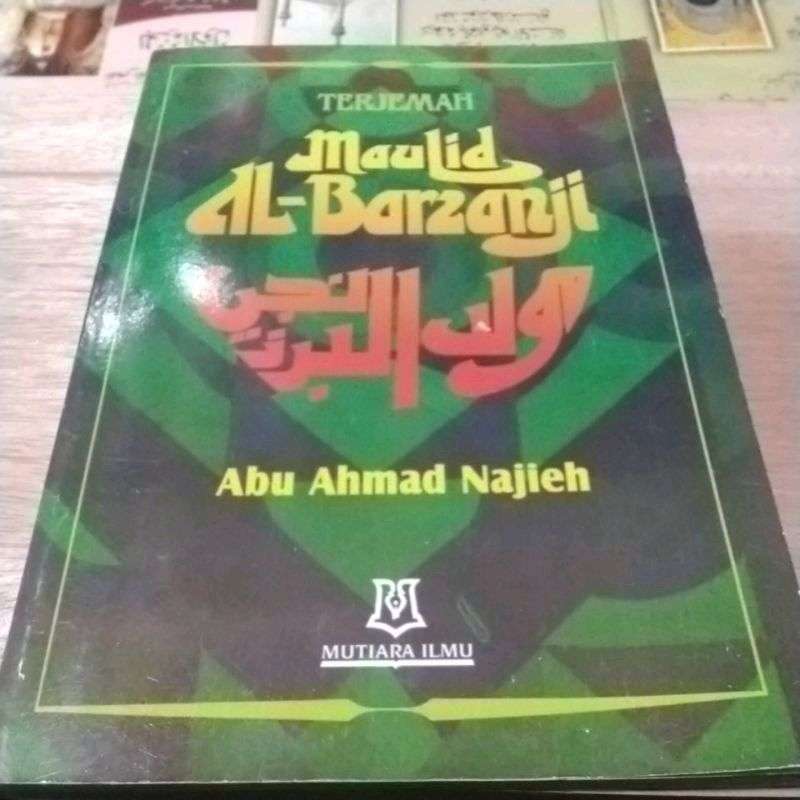 TERJEMAH
Maulid
AL-Barzanji
مولد البرزنجي
Abu Ahmad Najieh
MUTIARA ILMU